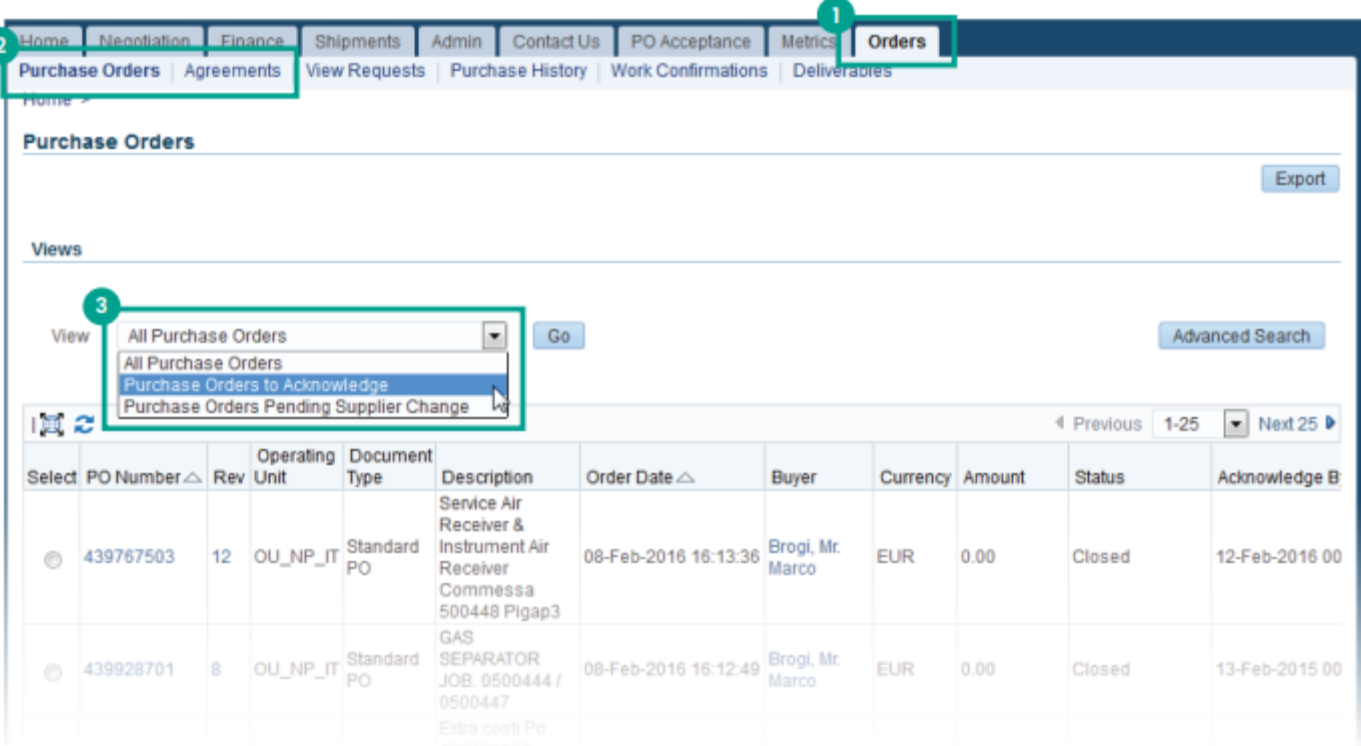 1
2
Home Negotiation Finance Shipments Admin Contact Us PO Acceptance Metrics Orders
Purchase Orders | Agreements | View Requests | Purchase History | Work Confirmations | Deliverables
Home >
Purchase Orders
Export
Views
3
View All Purchase Orders Go Advanced Search
All Purchase Orders
Purchase Orders to Acknowledge
Purchase Orders Pending Supplier Change
Previous 1-25 Next 25
Operating Document
Select PO Number Rev Unit Type Description Order Date Buyer Currency Amount Status Acknowledge B
Service Air
Receiver &
439767503 12 OU_NP_IT Standard PO Instrument Air 08-Feb-2016 16:13:36 Brogi, Mr. Marco EUR 0.00 Closed 12-Feb-2016 00
Receiver
Commessa
500448 Pigap3
GAS
439928701 8 OU_NP_IT Standard PO SEPARATOR 08-Feb-2016 16:12:49 Brogi, Mr. Marco EUR 0.00 Closed 13-Feb-2015 00
JOB. 0500444 /
0500447
Extra costi Po